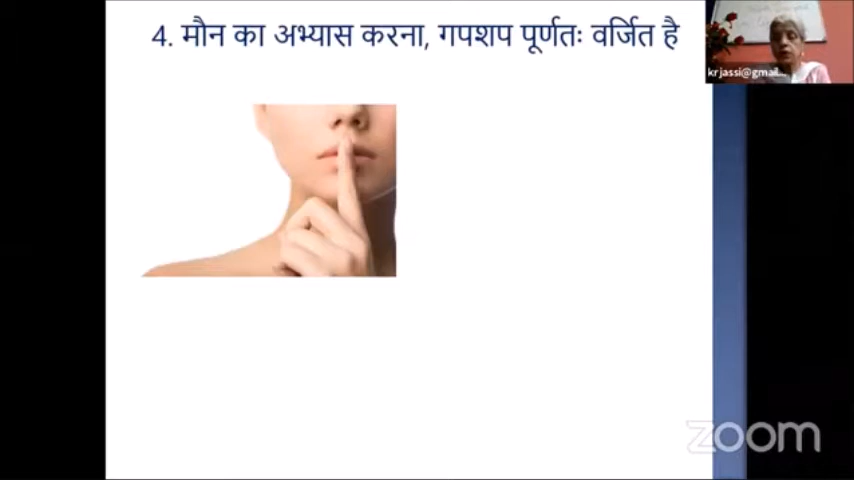 4. मौन का अभ्यास करना, गपशप पूर्णतः वर्जित है
krjassi@gmail...
zoom